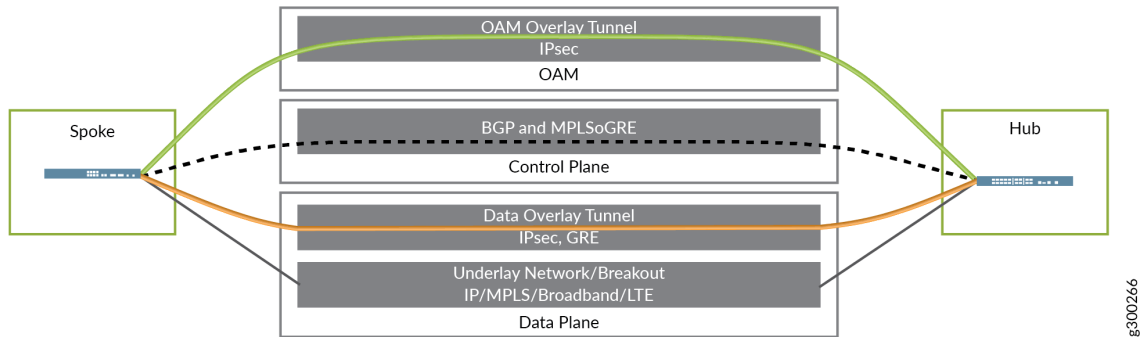 OAM Overlay Tunnel
IPsec
OAM
Spoke
BGP and MPLSoGRE
Control Plane
Hub
Data Overlay Tunnel
IPsec, GRE
Underlay Network/Breakout
IP/MPLS/Broadband/LTE
Data Plane
g300266